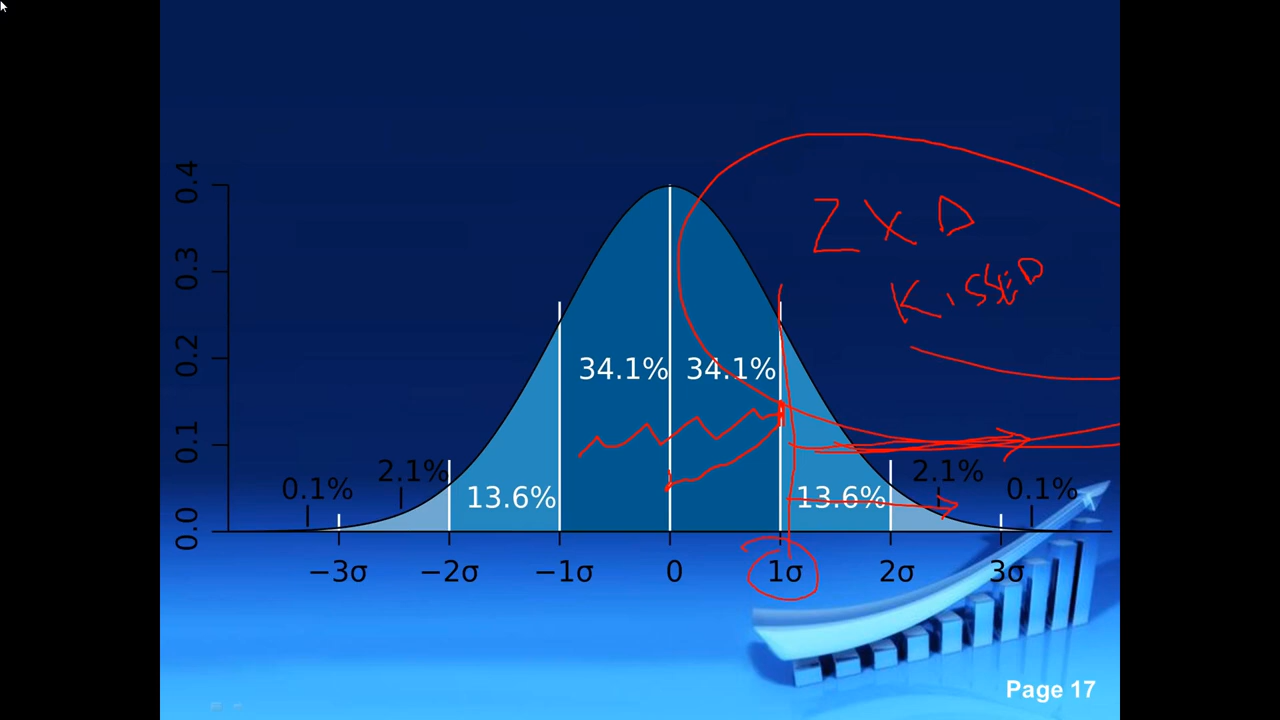 0.4
Z X D
0.3
KissED
0.2
34.1% 34.1%
0.1
2.1% 2.1%
0.1% 13.6% 13.6% 0.1%
0.0
−3σ −2σ −1σ 0 1σ 2σ 3σ
Page 17